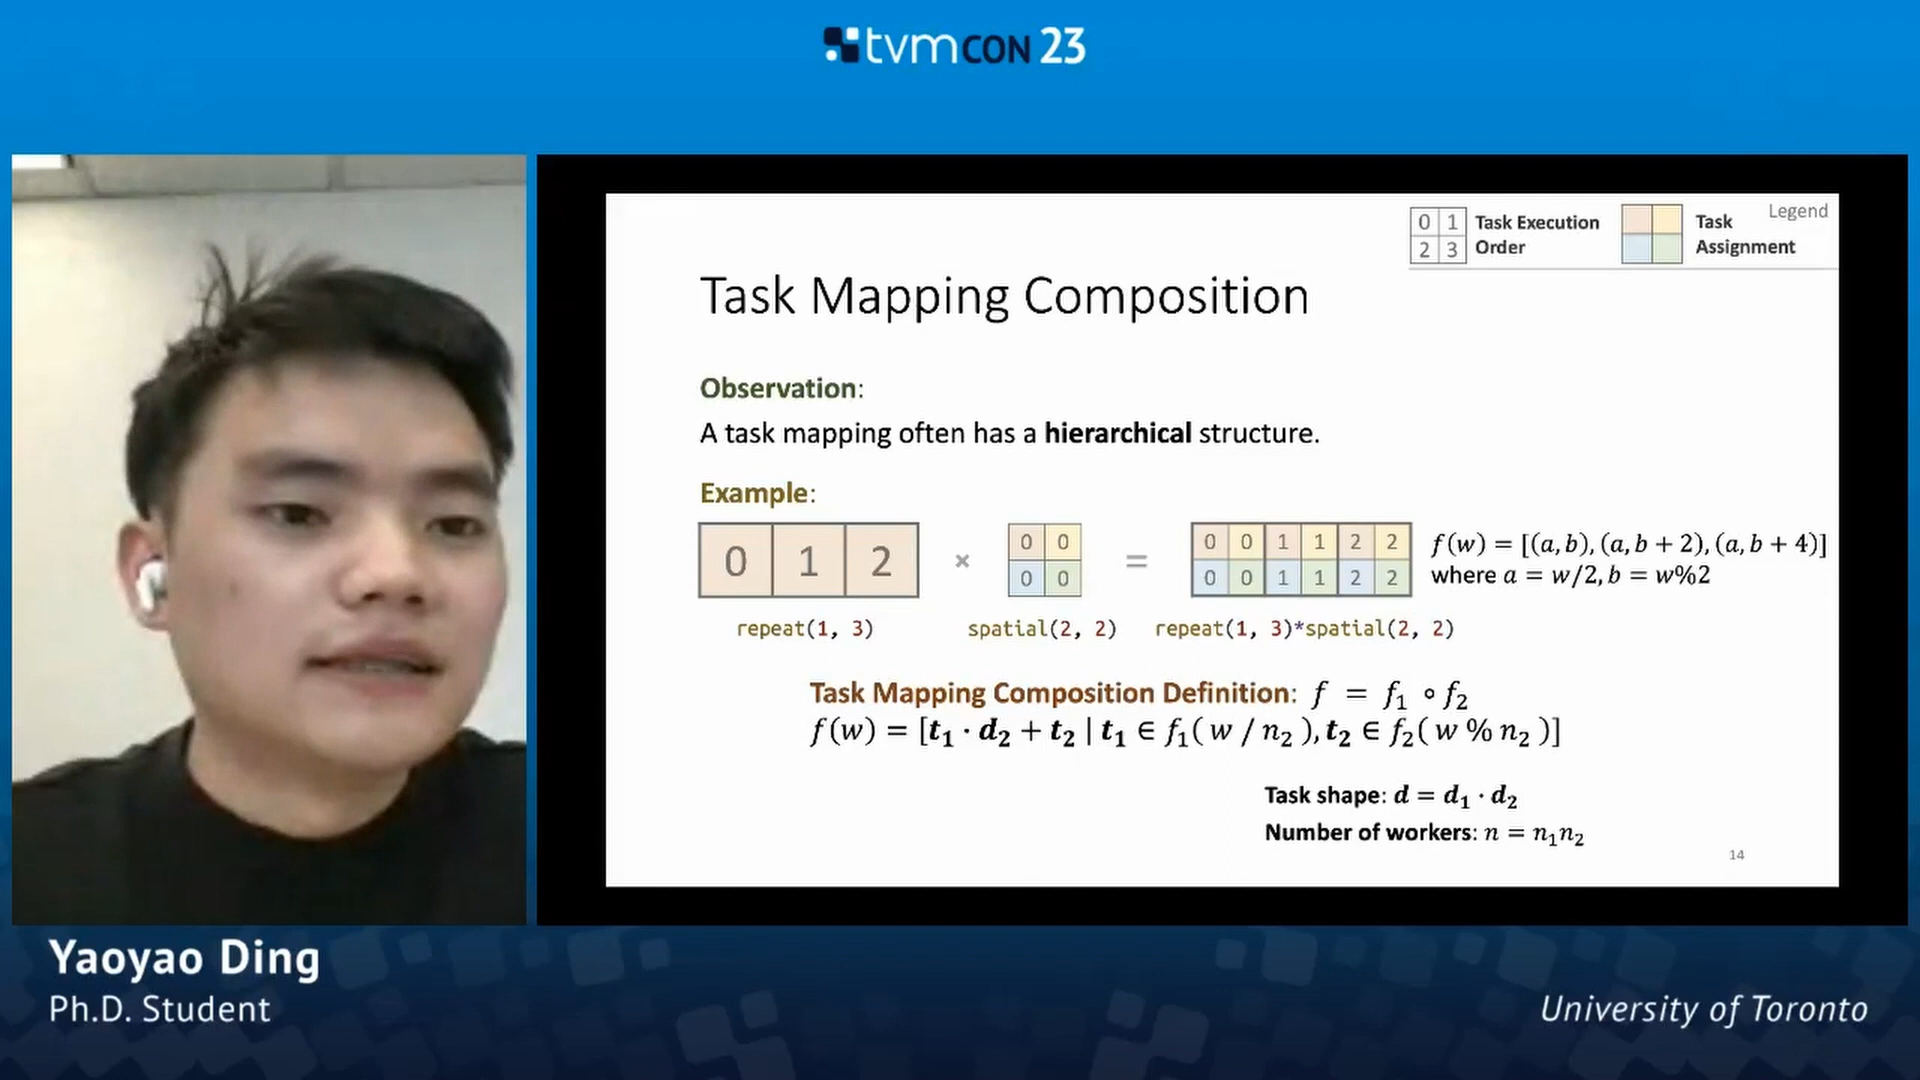 tvmcon 23
Legend
0 1 Task Execution Task
2 3 Order Assignment
Task Mapping Composition
Observation:
A task mapping often has a hierarchical structure.
Example:
0 1 2 × 0 0 = 0 0 1 1 2 2 f(w) = [(a, b), (a, b + 2), (a, b + 4)]
0 0 0 0 1 1 2 2 where a = w/2, b = w%2
repeat(1, 3) spatial(2, 2) repeat(1, 3)*spatial(2, 2)
Task Mapping Composition Definition: f = f₁ ∘ f₂
f(w) = [t₁ · d₂ + t₂ | t₁ ∈ f₁( w / n₂ ), t₂ ∈ f₂( w % n₂ )]
Task shape: d = d₁ · d₂
Number of workers: n = n₁n₂
14
Yaoyao Ding
Ph.D. Student
University of Toronto